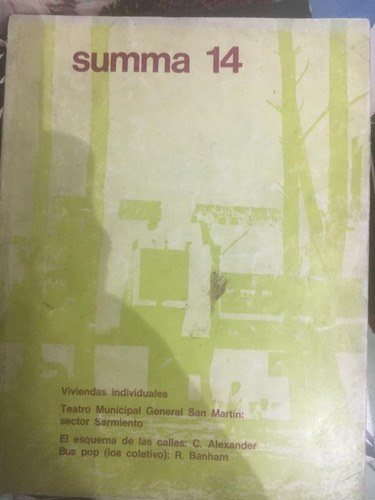 summa 14
Viviendas individuales
Teatro Municipal General San Martín:
sector Sarmiento
El esquema de las calles: C. Alexander
Bus pop (los coletivo): R. Banham